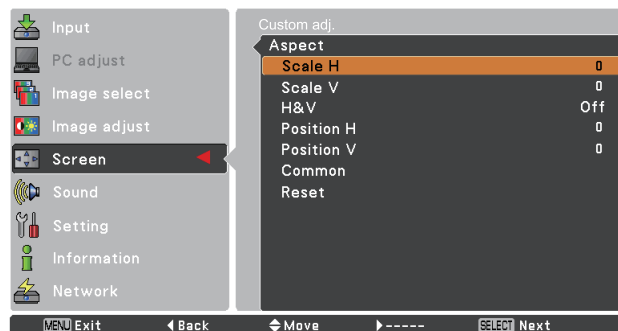 Input
PC adjust
Image select
Image adjust
Screen
Sound
Setting
Information
Network
Custom adj.
Aspect
Scale H 0
Scale V 0
H&V Off
Position H 0
Position V 0
Common
Reset
MENU Exit Back Move ----- SELECT Next